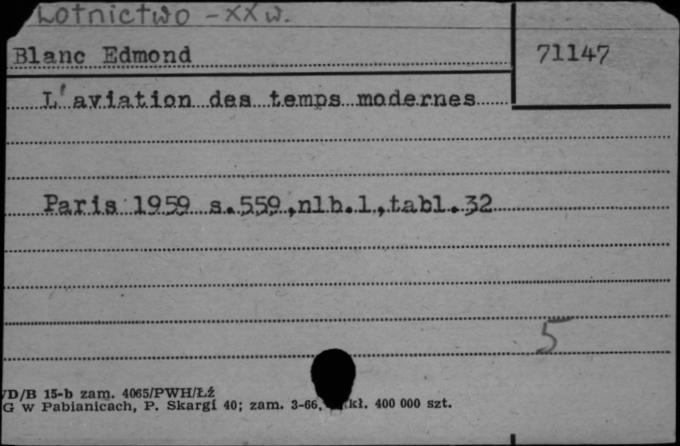 Lotnictwo - XX w.
Blanc Edmond
71147
L'aviation des temps modernes
Paris 1959 s.559,nlb.1,tabl.32
5
/D/B 15-b zam. 4065/PWH/Łź
G w Pabianicach, P. Skargi 40; zam. 3-66, kł. 400 000 szt.